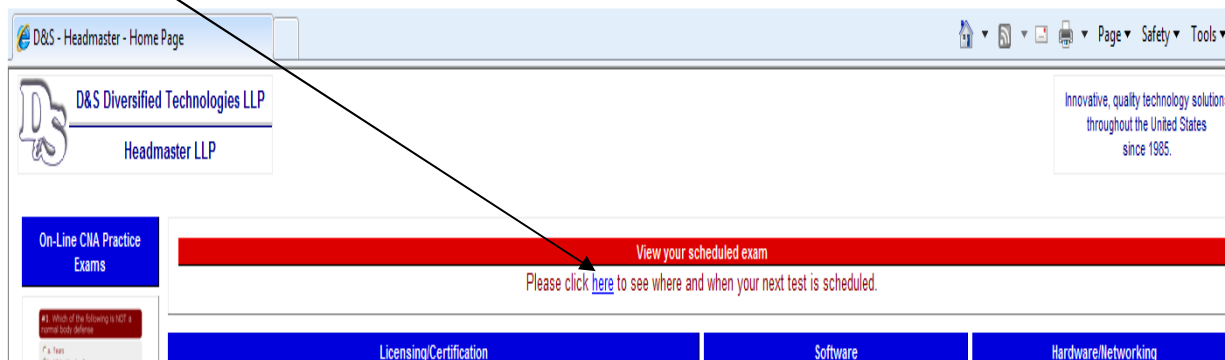 D&S - Headmaster - Home Page
Page Safety Tools
D&S Diversified Technologies LLP
Headmaster LLP
Innovative, quality technology solution
throughout the United States
since 1985.
On-Line CNA Practice
Exams
View your scheduled exam
Please click here to see where and when your next test is scheduled.
#1. Which of the following is NOT a
normal body defense
a. tears
Licensing/Certification
Software
Hardware/Networking